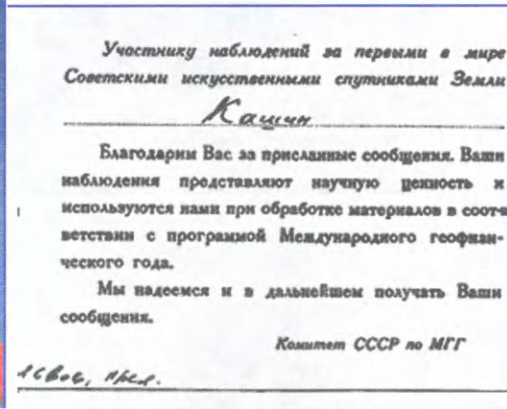 Участнику наблюдений за первыми в мире
Советскими искусственными спутниками Земли
Кашин
Благодарим Вас за присланные сообщения. Ваши
наблюдения представляют научную ценность и
используются нами при обработке материалов в соот-
ветствии с программой Международного геофизи-
ческого года.
Мы надеемся и в дальнейшем получать Ваши
сообщения.
Комитет СССР по МГГ